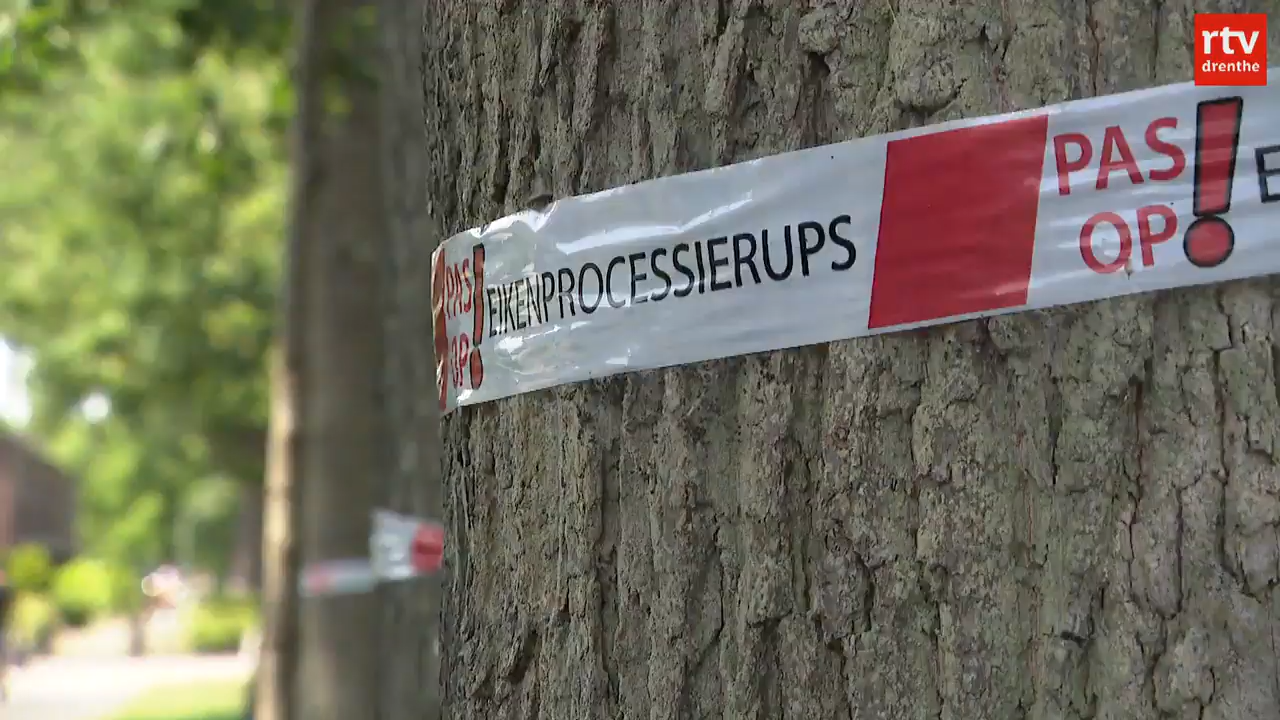 rtv
drenthe
PAS
OP!
EIKENPROCESSIERUPS
PAS
OP!
E